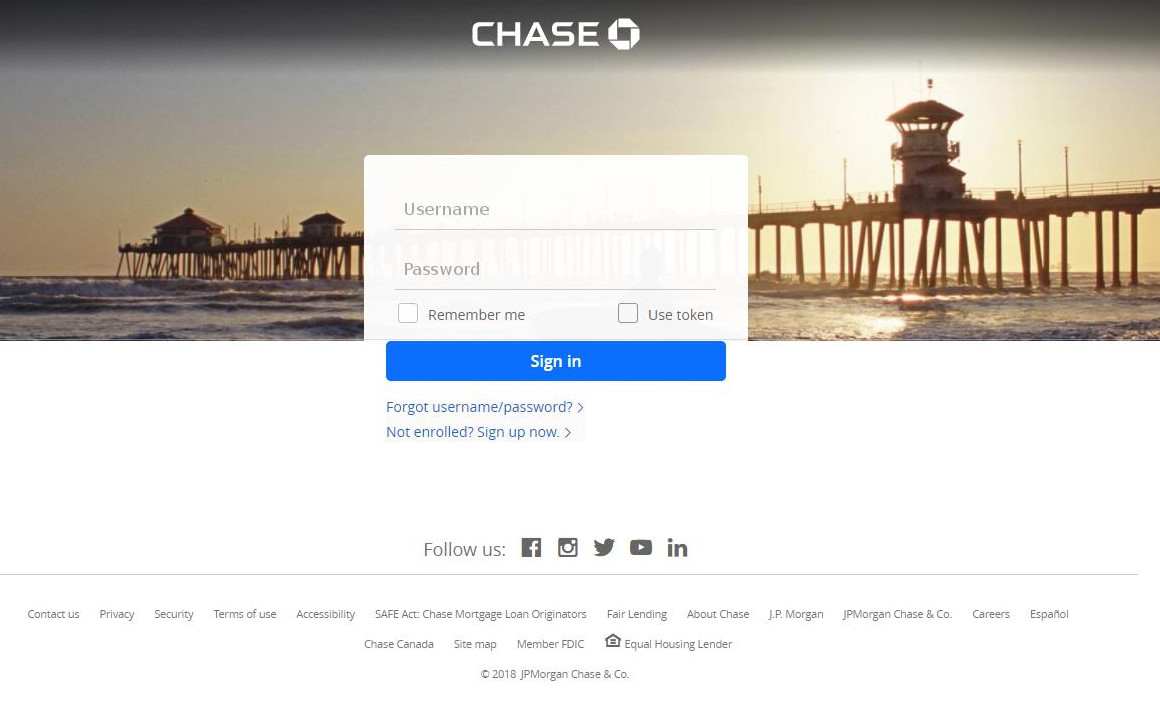 CHASE
Username
Password
Remember me Use token
Sign in
Forgot username/password?
Not enrolled? Sign up now.
Follow us:
Contact us Privacy Security Terms of use Accessibility SAFE Act: Chase Mortgage Loan Originators Fair Lending About Chase J.P. Morgan JPMorgan Chase & Co. Careers Español
Chase Canada Site map Member FDIC Equal Housing Lender
© 2018 JPMorgan Chase & Co.